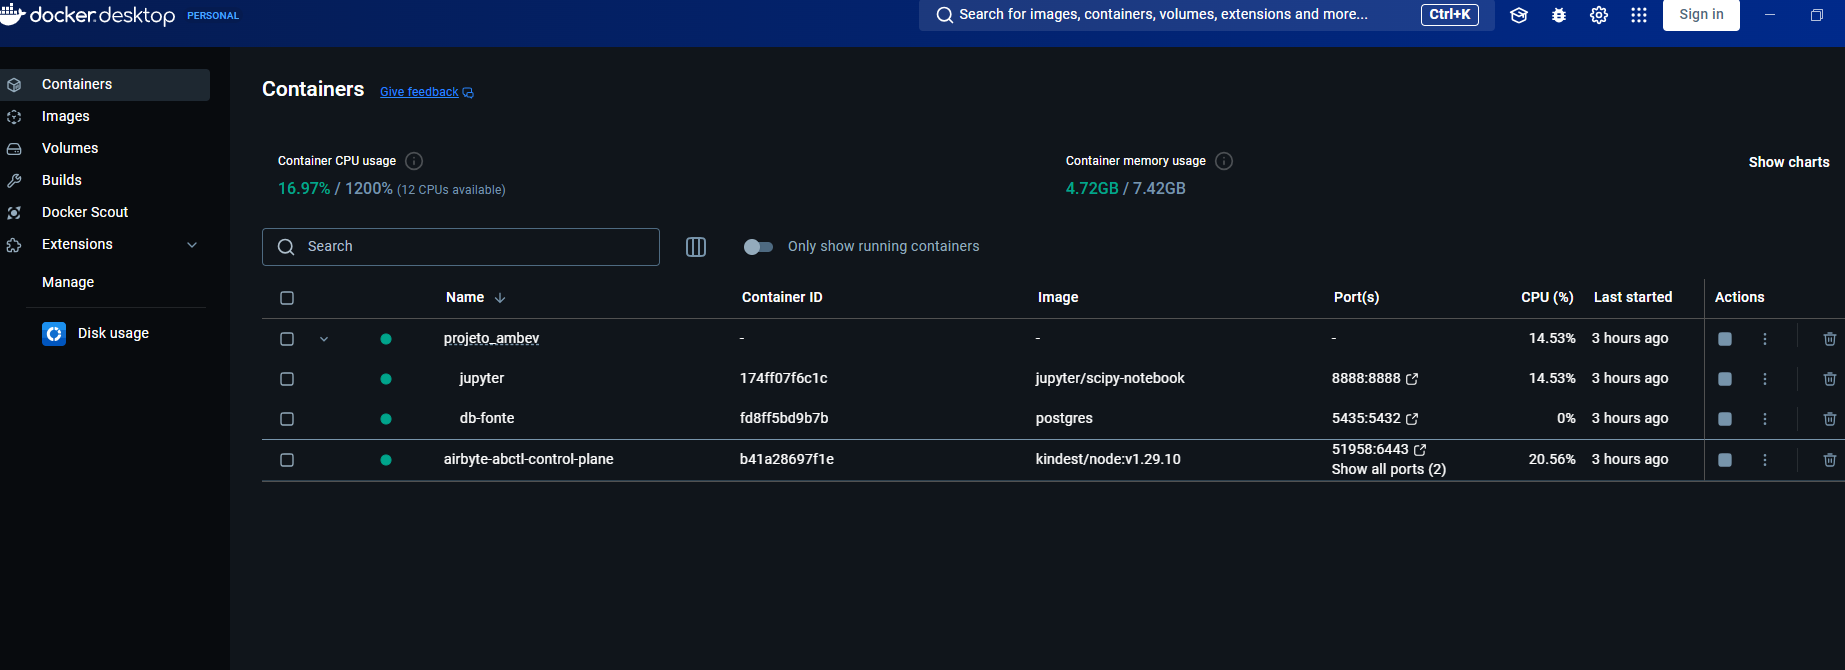 docker.desktop PERSONAL
Search for images, containers, volumes, extensions and more... Ctrl+K
Sign in
Containers
Images
Volumes
Builds
Docker Scout
Extensions
Manage
Disk usage
Containers Give feedback
Container CPU usage
16.97% / 1200% (12 CPUs available)
Container memory usage
4.72GB / 7.42GB
Show charts
Search
Only show running containers
Name Container ID Image Port(s) CPU (%) Last started Actions
projeto_ambev - - - 14.53% 3 hours ago
jupyter 174ff07f6c1c jupyter/scipy-notebook 8888:8888 14.53% 3 hours ago
db-fonte fd8ff5bd9b7b postgres 5435:5432 0% 3 hours ago
airbyte-abctl-control-plane b41a28697f1e kindest/node:v1.29.10 51958:6443 20.56% 3 hours ago
Show all ports (2)